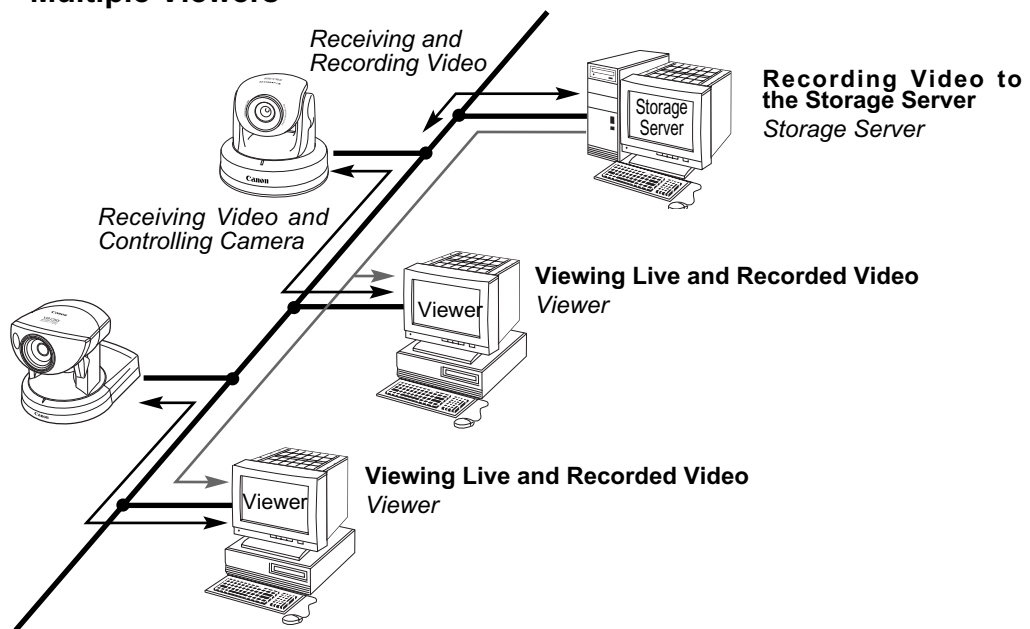 Multiple Viewers
Receiving and
Recording Video
Storage
Server
Recording Video to
the Storage Server
Storage Server
Canon
Receiving Video and
Controlling Camera
Viewer
Viewing Live and Recorded Video
Viewer
Canon
Canon
Viewer
Viewing Live and Recorded Video
Viewer